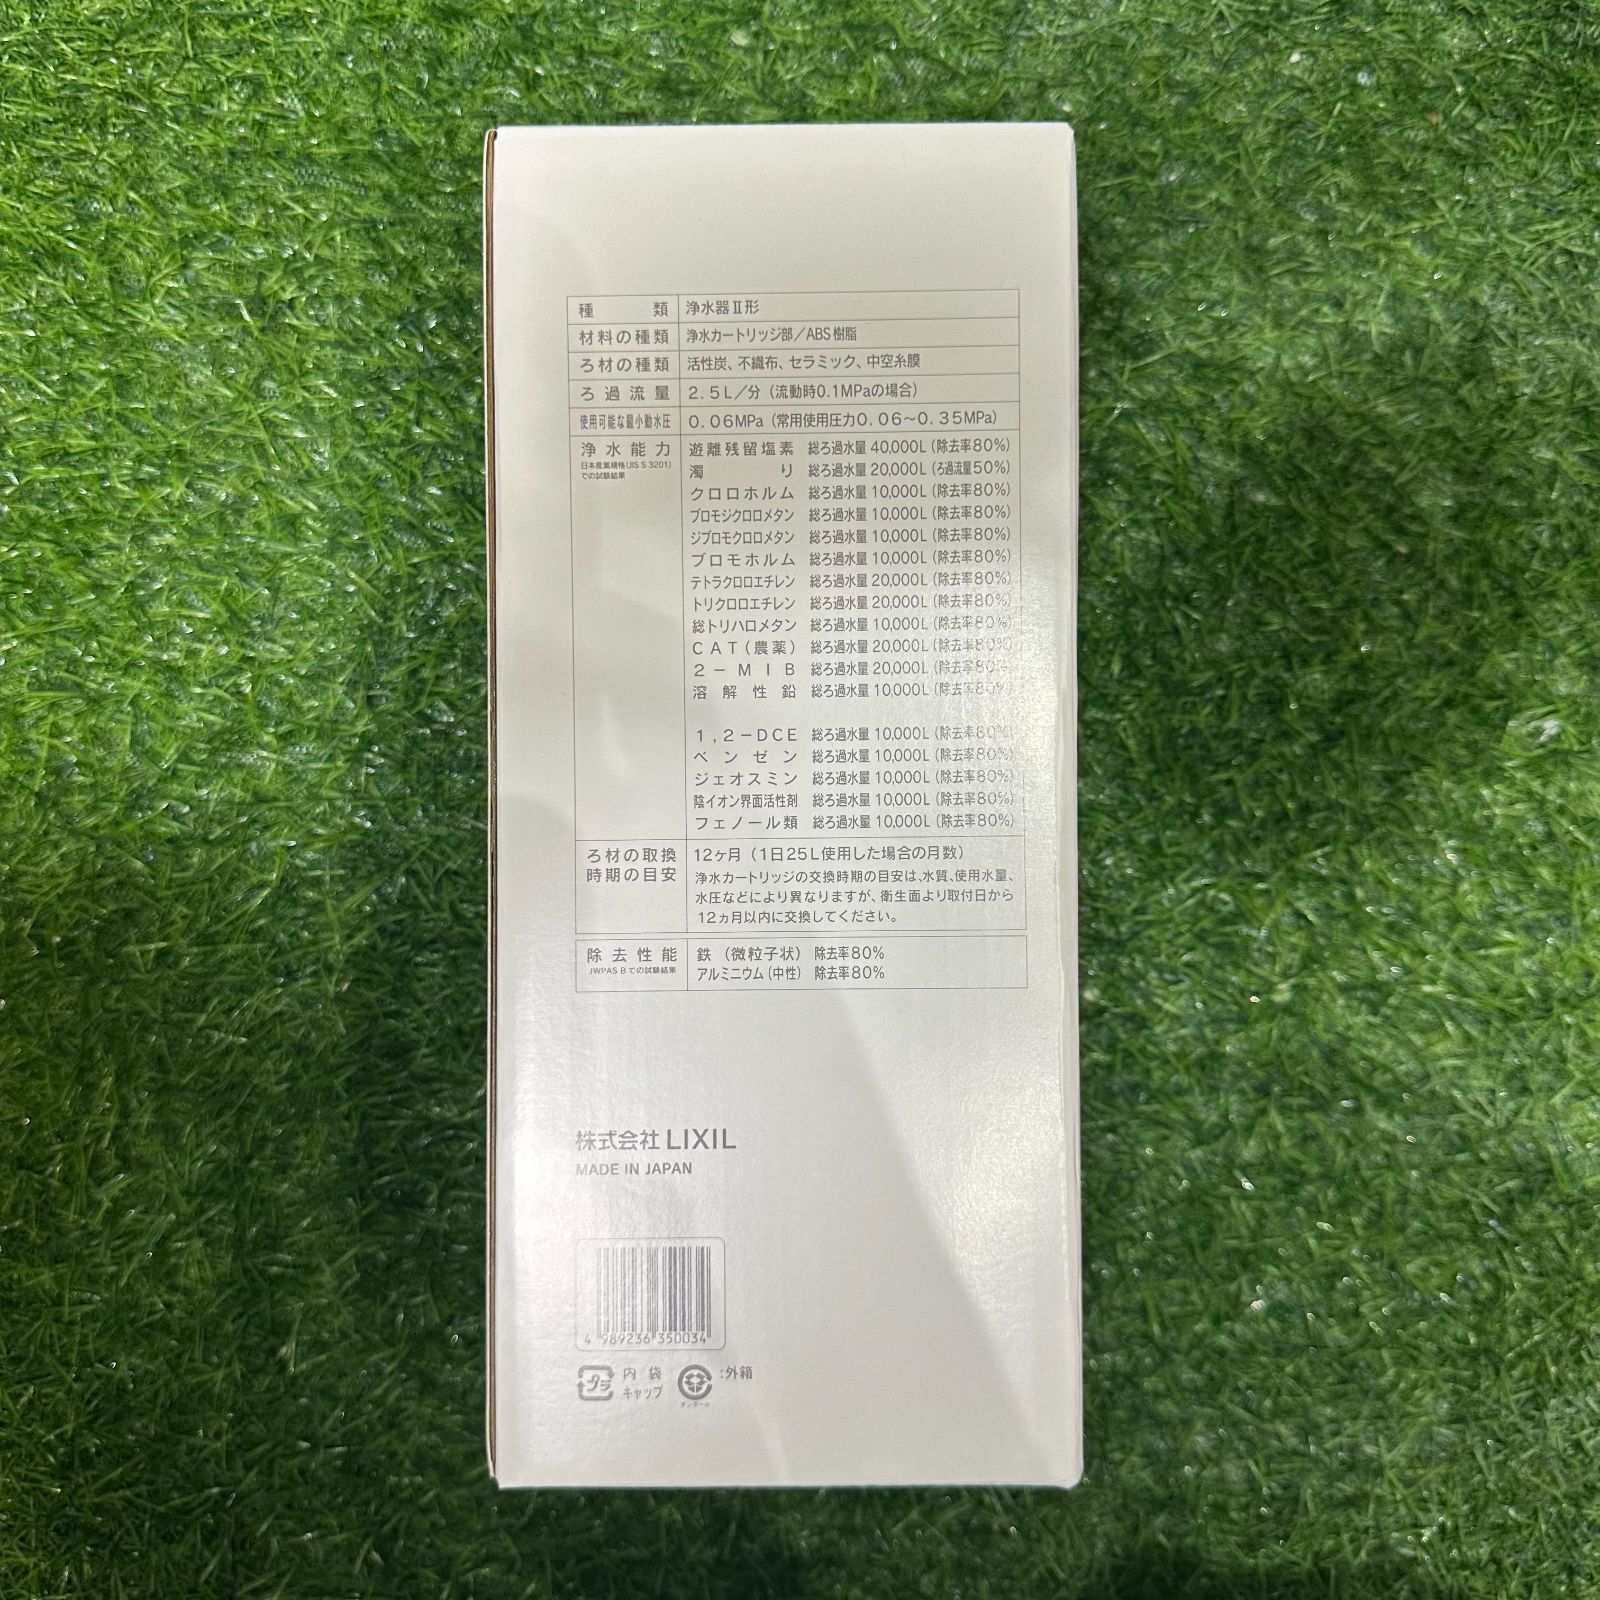 種類 浄水器Ⅱ形
材料の種類 浄水カートリッジ部／ABS樹脂
ろ材の種類 活性炭、不織布、セラミック、中空糸膜
ろ過流量 2.5L／分（流動時0.1MPaの場合）
使用可能な最小動水圧 0.06MPa（常用使用圧力0.06～0.35MPa）
浄水能力 遊離残留塩素 総ろ過水量 40,000L（除去率80%）
日本産業規格(JIS S 3201) 濁り 総ろ過水量 20,000L（ろ過流量50%）
での試験結果
クロロホルム 総ろ過水量 10,000L（除去率80%）
ブロモジクロロメタン 総ろ過水量 10,000L（除去率80%）
ジブロモクロロメタン 総ろ過水量 10,000L（除去率80%）
ブロモホルム 総ろ過水量 10,000L（除去率80%）
テトラクロロエチレン 総ろ過水量 20,000L（除去率80%）
トリクロロエチレン 総ろ過水量 20,000L（除去率80%）
総トリハロメタン 総ろ過水量 10,000L（除去率80%）
CAT（農薬） 総ろ過水量 20,000L（除去率80%）
2－MIB 総ろ過水量 20,000L（除去率80%）
溶解性鉛 総ろ過水量 10,000L（除去率80%）
1,2－DCE 総ろ過水量 10,000L（除去率80%）
ベンゼン 総ろ過水量 10,000L（除去率80%）
ジェオスミン 総ろ過水量 10,000L（除去率80%）
陰イオン界面活性剤 総ろ過水量 10,000L（除去率80%）
フェノール類 総ろ過水量 10,000L（除去率80%）
ろ材の取換 12ヶ月（1日25L使用した場合の月数）
時期の目安 浄水カートリッジの交換時期の目安は、水質、使用水量、
水圧などにより異なりますが、衛生面より取付日から
12ヵ月以内に交換してください。
除去性能 鉄（微粒子状） 除去率80%
JWPAS Bでの試験結果 アルミニウム（中性） 除去率80%
株式会社 LIXIL
MADE IN JAPAN
4 989236 350034
プラ 内袋 :外箱
キャップ
ダンボール